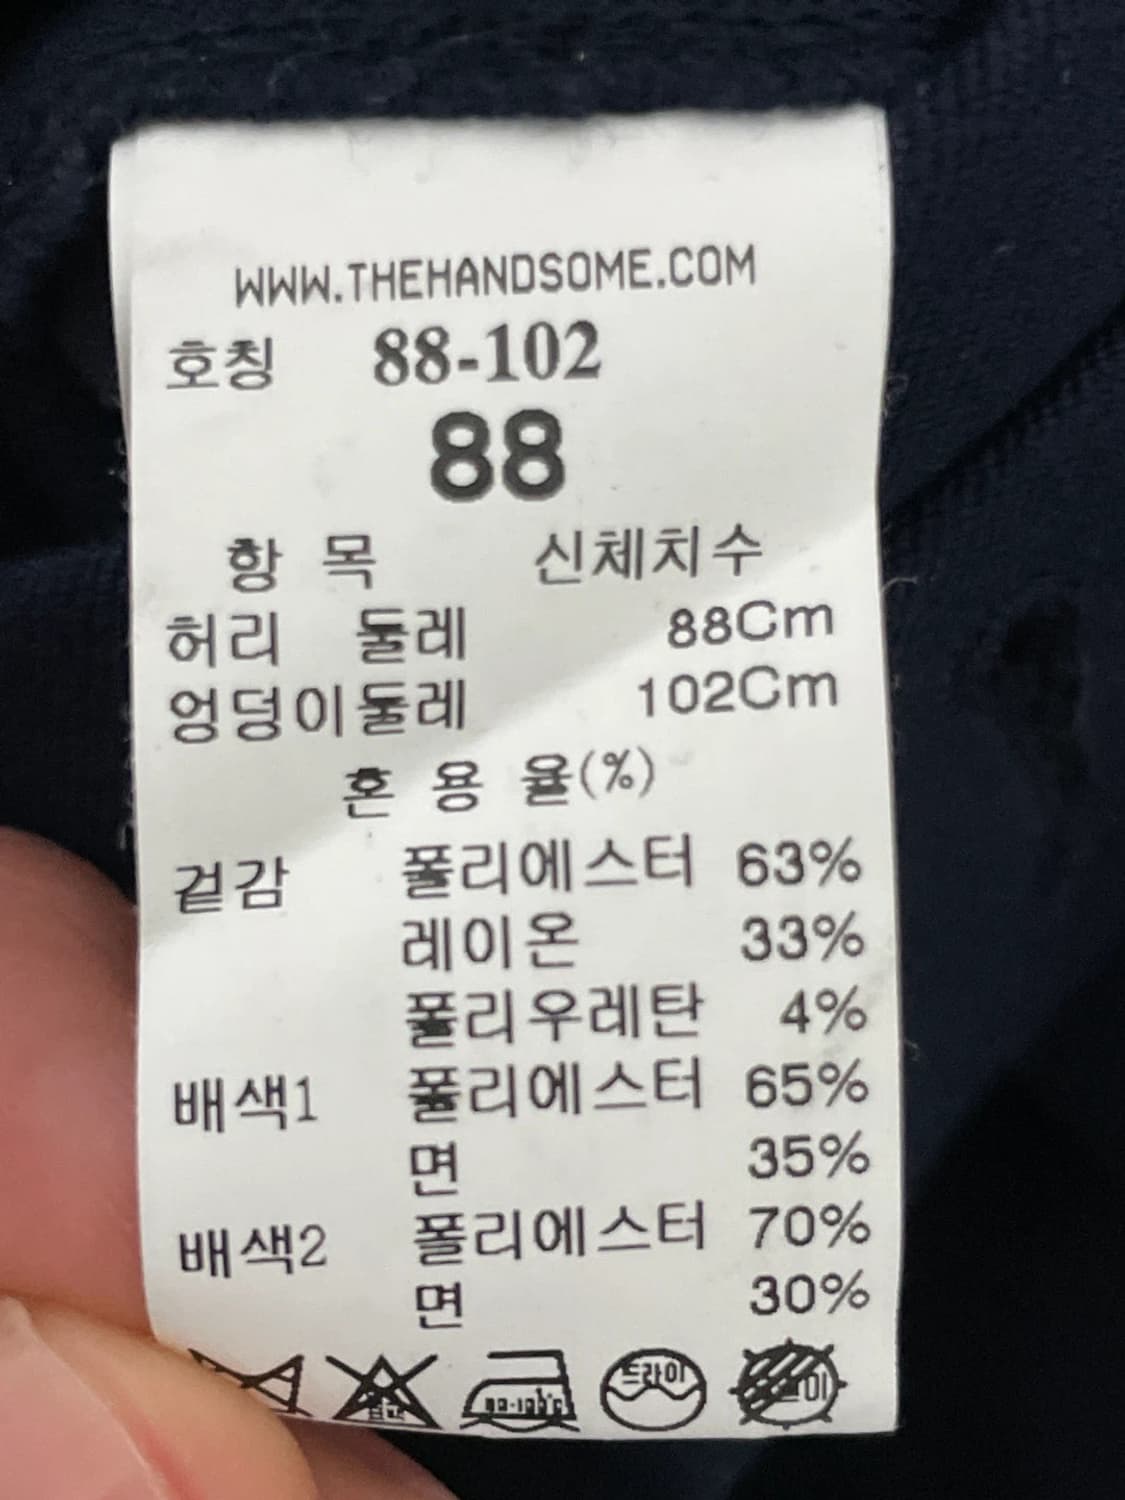 WWW.THEHANDSOME.COM
호칭 88-102
88
항 목 신체치수
허리 둘레 88Cm
엉덩이둘레 102Cm
혼 용 율(%)
겉감 폴리에스터 63%
레이온 33%
폴리우레탄 4%
배색1 폴리에스터 65%
면 35%
배색2 폴리에스터 70%
면 30%
드라이